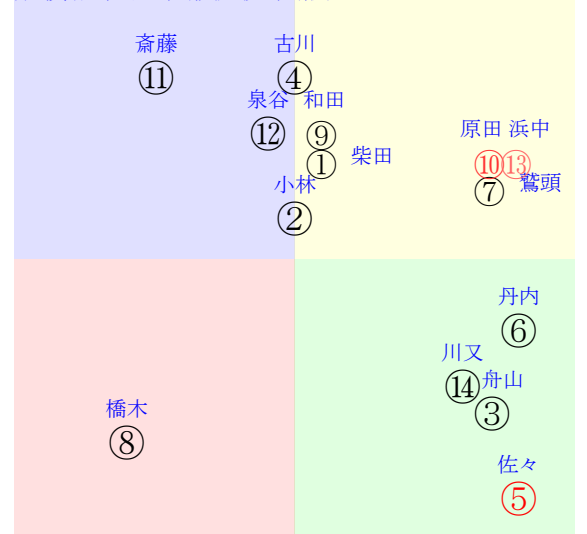 斎藤 古川
⑪ ④
泉谷 和田
⑫ ⑨
原田 浜中
① 柴田
⑩ ⑬
小林
⑦ 鷲頭
②
丹内
⑥
川又
⑭ 舟山
③
橋木
⑧
佐々
⑤